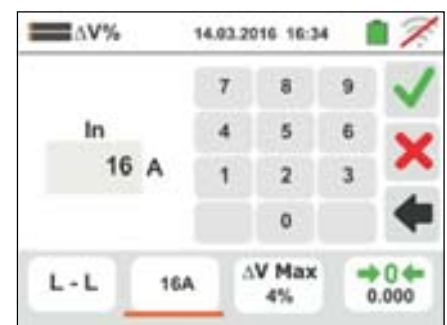 ΔV% 14.03.2016 16:34
7 8 9
In 4 5 6
16 A 1 2 3
0
L - L 16A ΔV Max 4% →0← 0.000